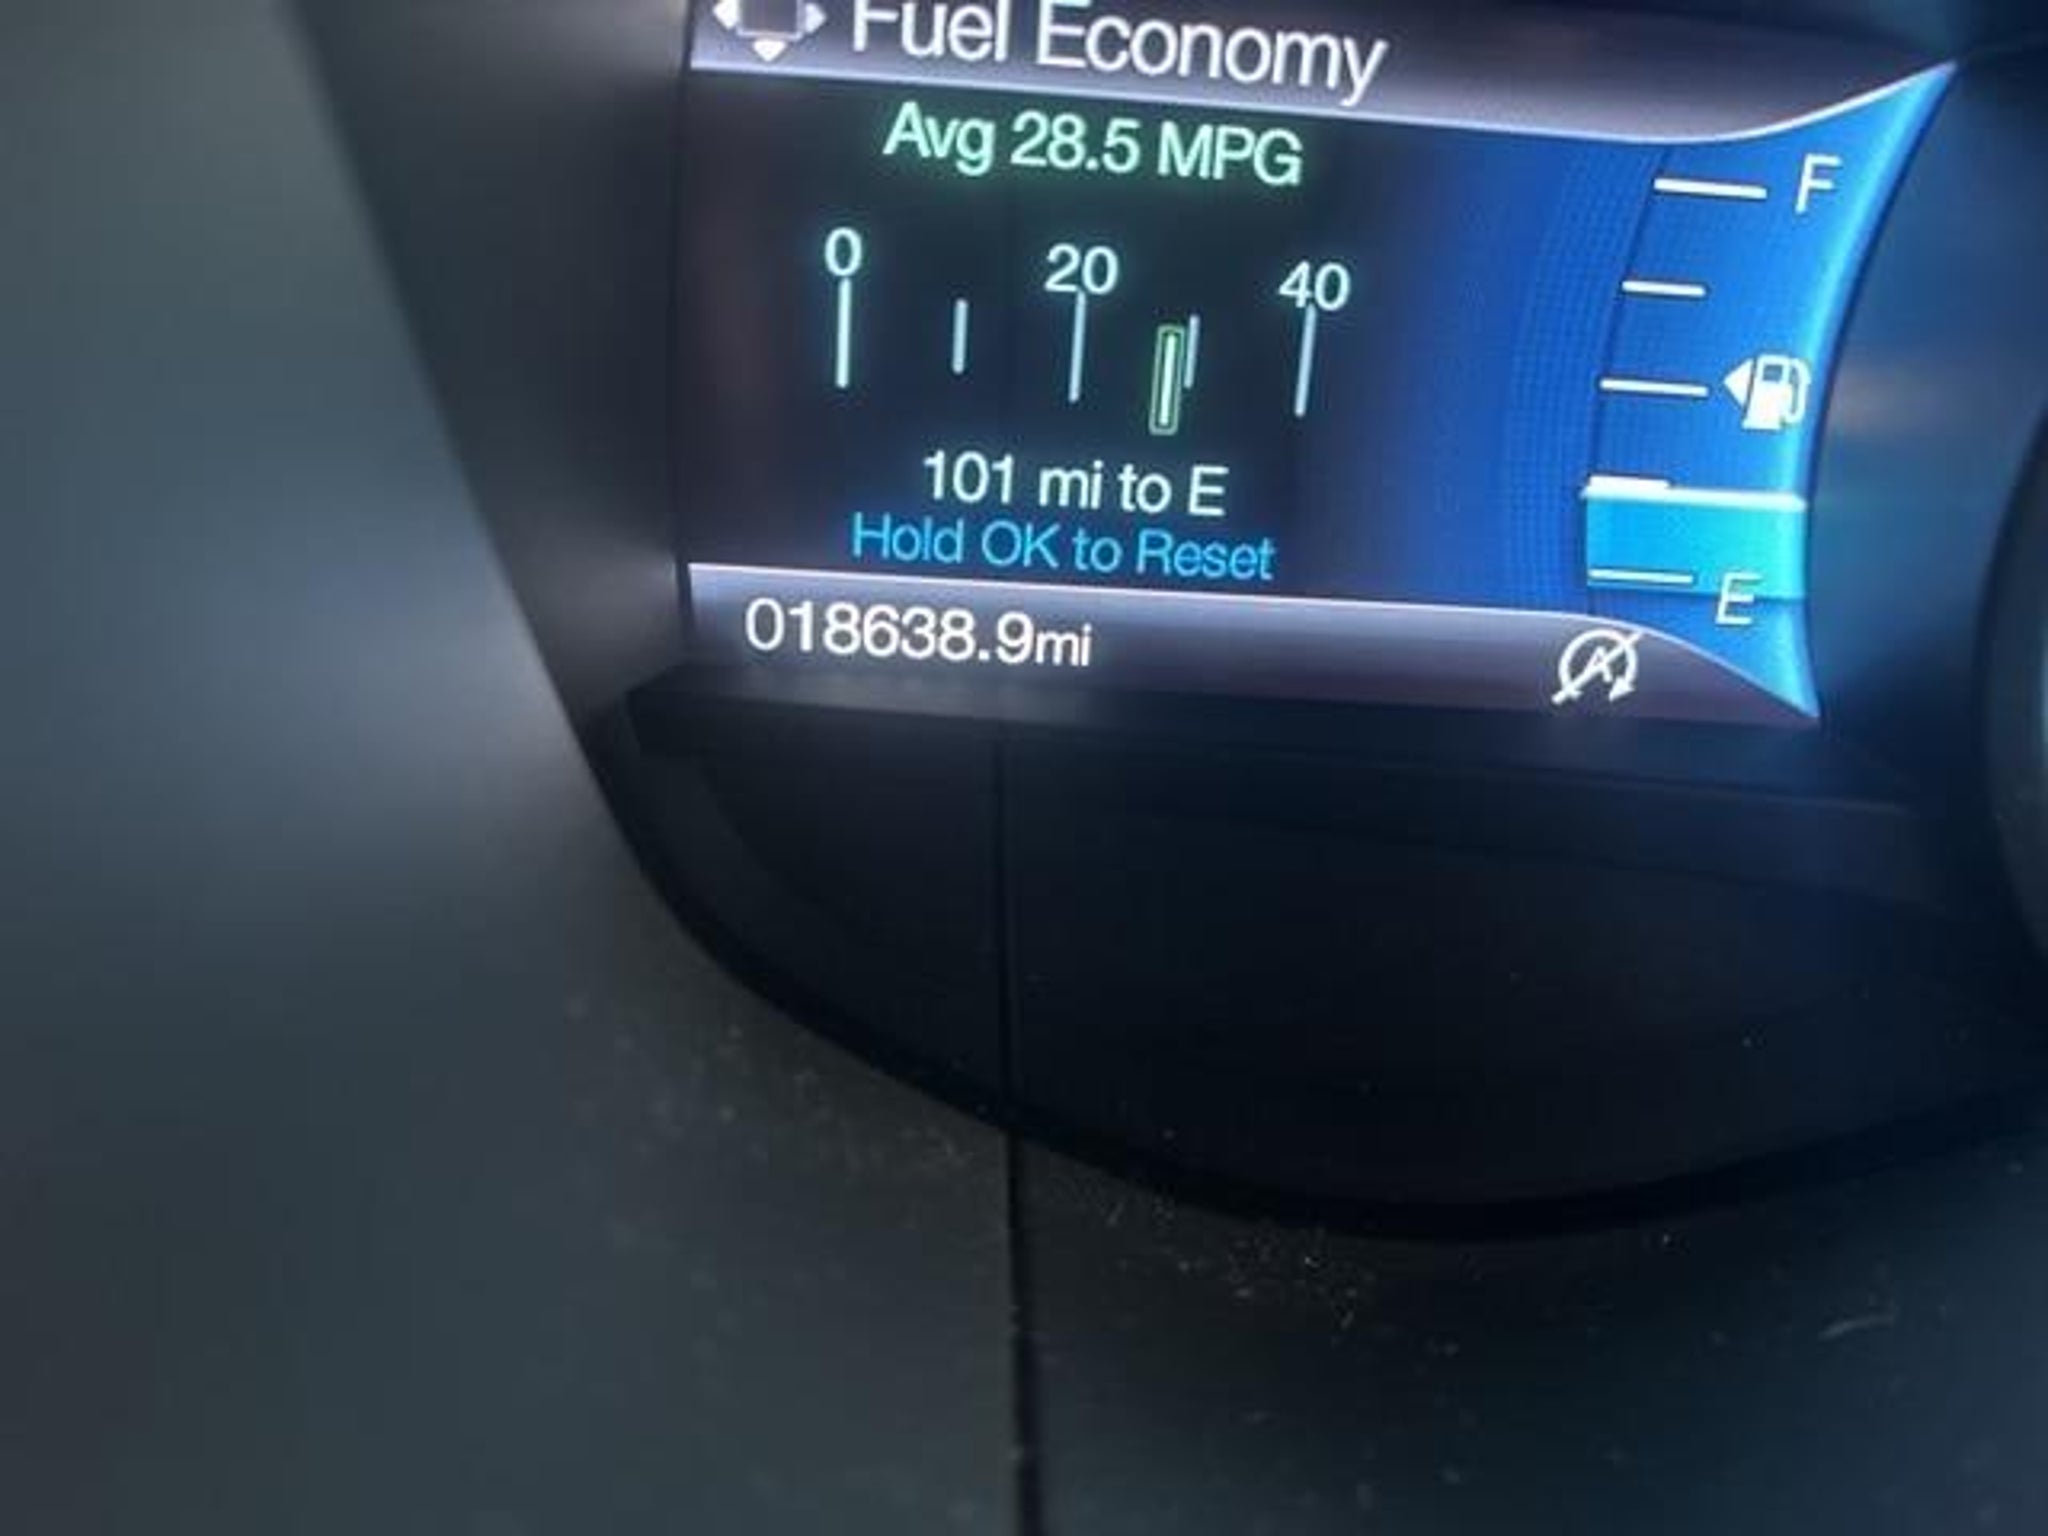 Fuel Economy
Avg 28.5 MPG
0 20 40
101 mi to E
Hold OK to Reset
018638.9mi
F
E
A